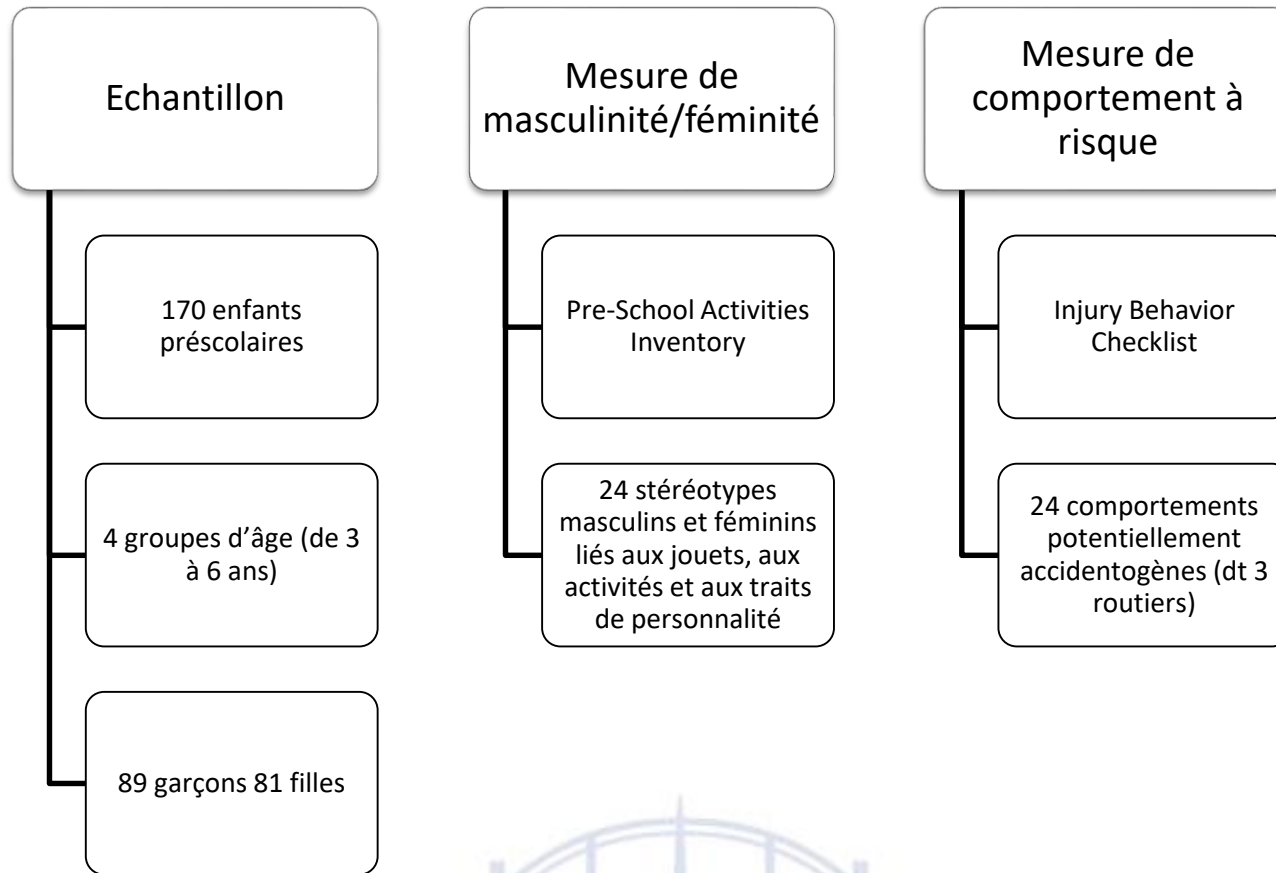 Echantillon
170 enfants
préscolaires
4 groupes d'âge (de 3
à 6 ans)
89 garçons 81 filles
Mesure de
masculinité/féminité
Pre-School Activities
Inventory
24 stéréotypes
masculins et féminins
liés aux jouets, aux
activités et aux traits
de personnalité
Mesure de
comportement à
risque
Injury Behavior
Checklist
24 comportements
potentiellement
accidentogènes (dt 3
routiers)